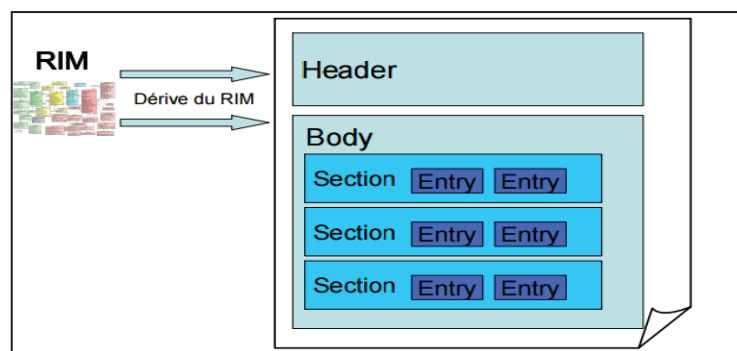 RIM
Dérive du RIM
Header
Body
Section Entry Entry
Section Entry Entry
Section Entry Entry